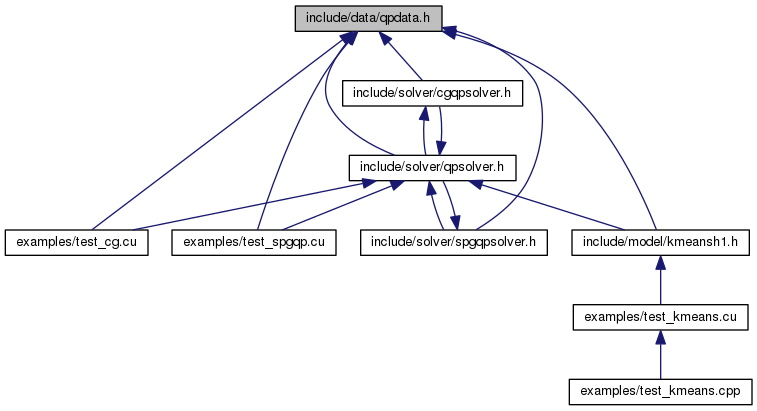 include/data/qpdata.h
include/solver/cgqpsolver.h
include/solver/qpsolver.h
examples/test_cg.cu
examples/test_spgqp.cu
include/solver/spgqpsolver.h
include/model/kmeansh1.h
examples/test_kmeans.cu
examples/test_kmeans.cpp